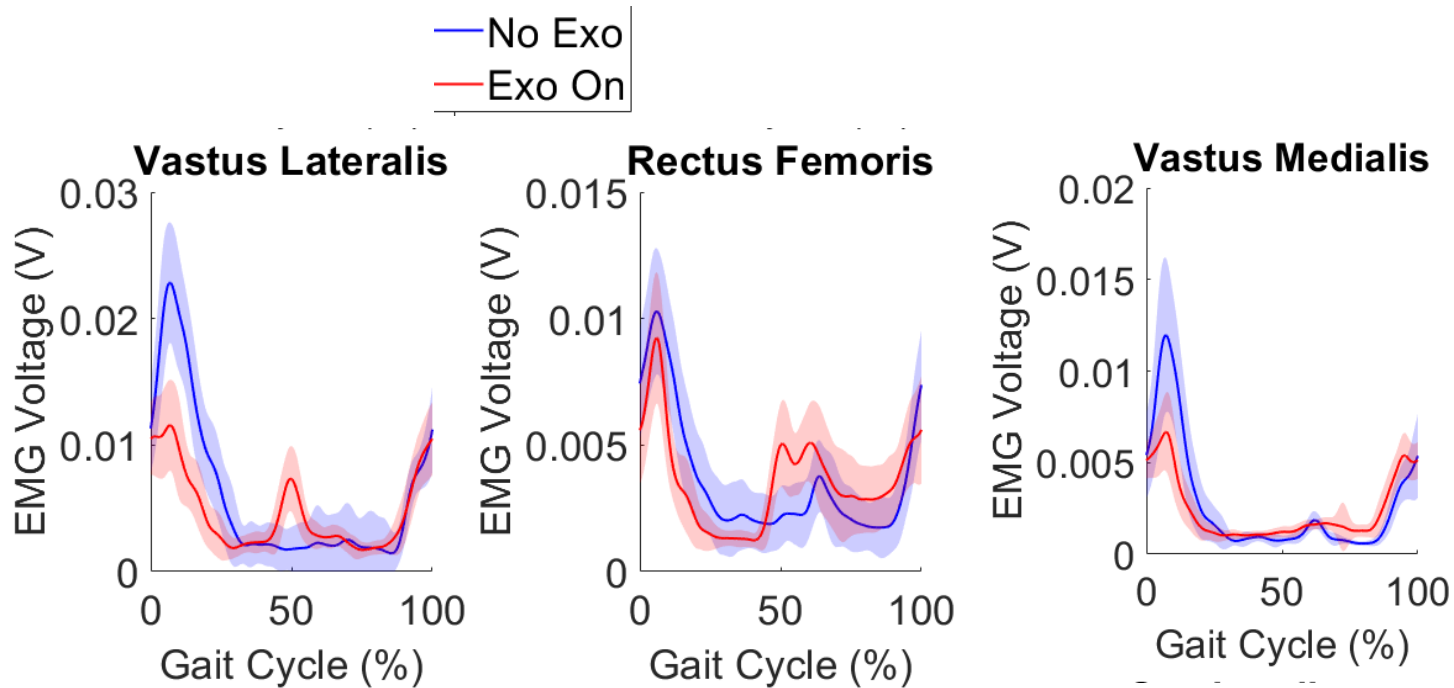 No Exo
Exo On
Vastus Lateralis
0.03
0.02
0.01
0
EMG Voltage (V)
0 50 100
Gait Cycle (%)
Rectus Femoris
0.015
0.01
0.005
0
EMG Voltage (V)
0 50 100
Gait Cycle (%)
Vastus Medialis
0.02
0.015
0.01
0.005
0
EMG Voltage (V)
0 50 100
Gait Cycle (%)